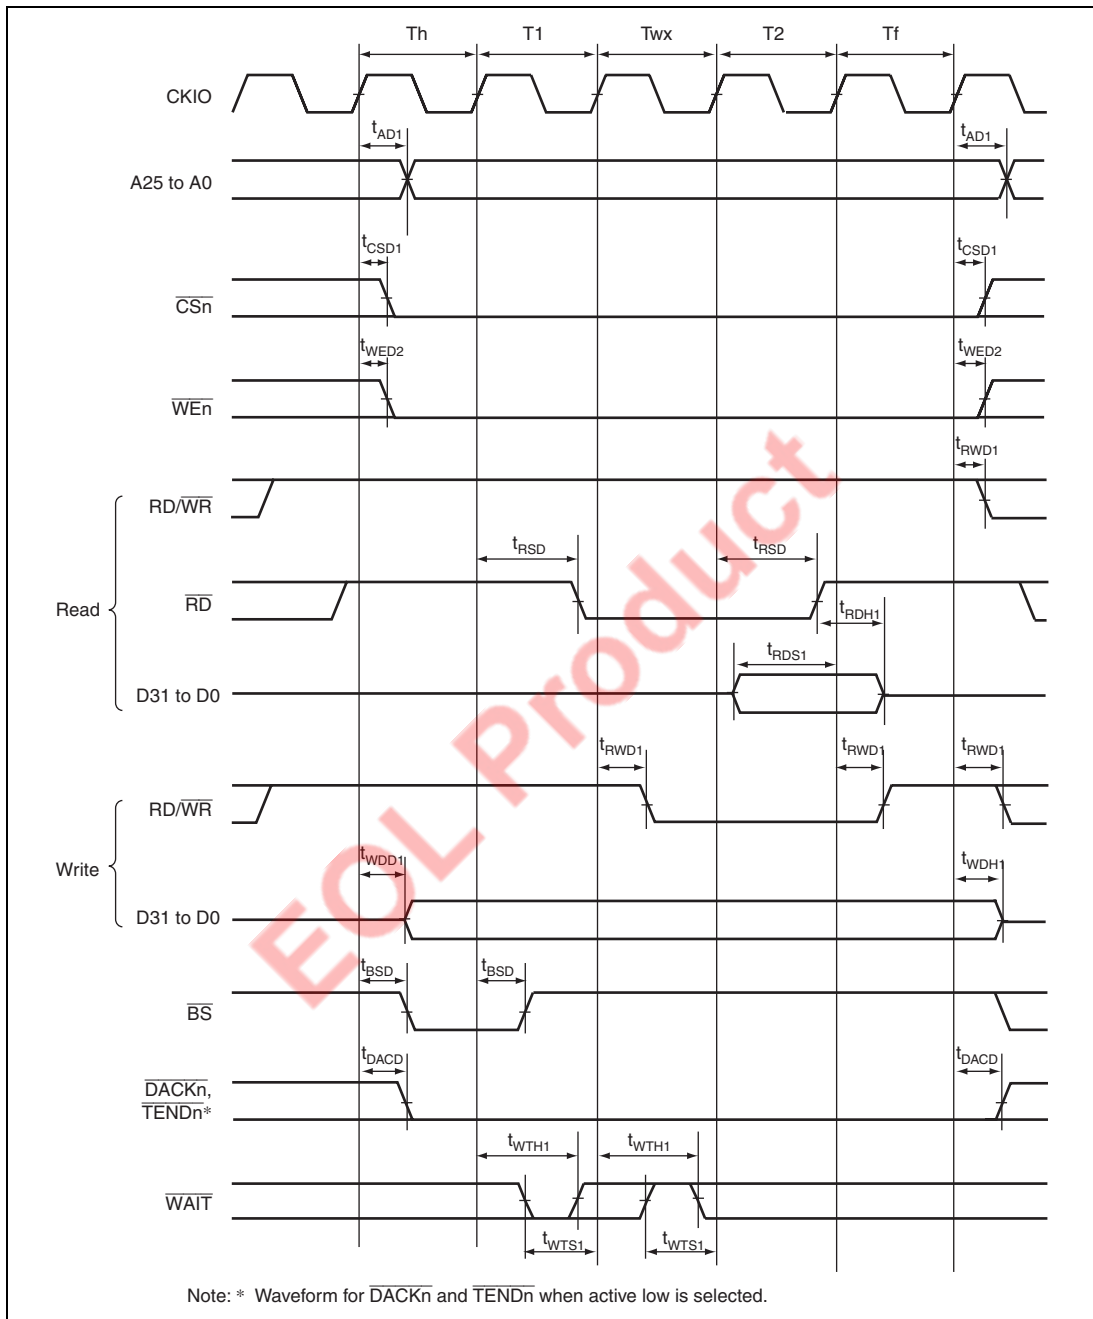 Th T1 Twx T2 Tf
CKIO
tAD1 tAD1
A25 to A0
tCSD1 tCSD1
CSn
tWED2 tWED2
WEn
tRWD1
RD/WR
tRSD tRSD
Read
RD
tRDH1
tRDS1
D31 to D0
tRWD1 tRWD1 tRWD1
RD/WR
Write
tWDD1 tWDH1
D31 to D0
tBSD tBSD
BS
tDACD tDACD
DACKn,
TENDn*
tWTH1 tWTH1
WAIT
tWTS1 tWTS1
Note: * Waveform for DACKn and TENDn when active low is selected.
EOL Product